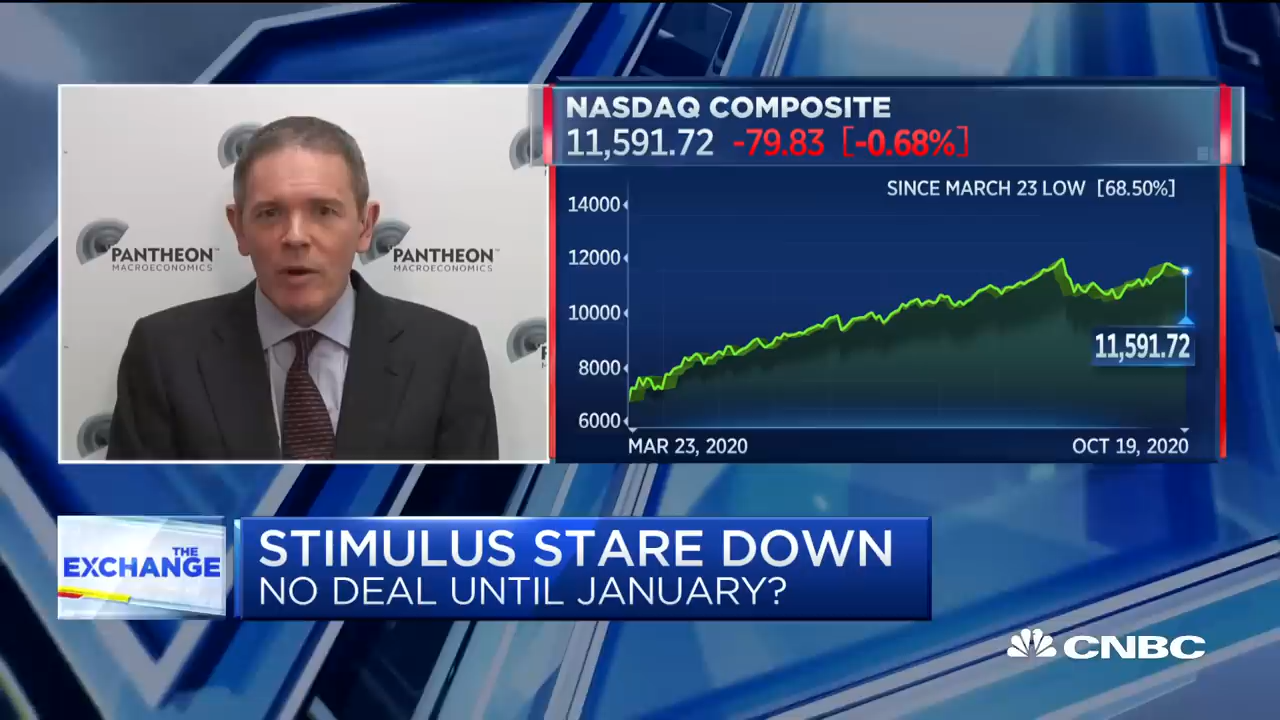 PANTHEON™
MACROECONOMICS
PANTHEON™
MACROECONOMICS
NASDAQ COMPOSITE
11,591.72 -79.83 [-0.68%]
SINCE MARCH 23 LOW [68.50%]
14000
12000
10000
8000
6000
11,591.72
MAR 23, 2020
OCT 19, 2020
THE
EXCHANGE
STIMULUS STARE DOWN
NO DEAL UNTIL JANUARY?
CNBC